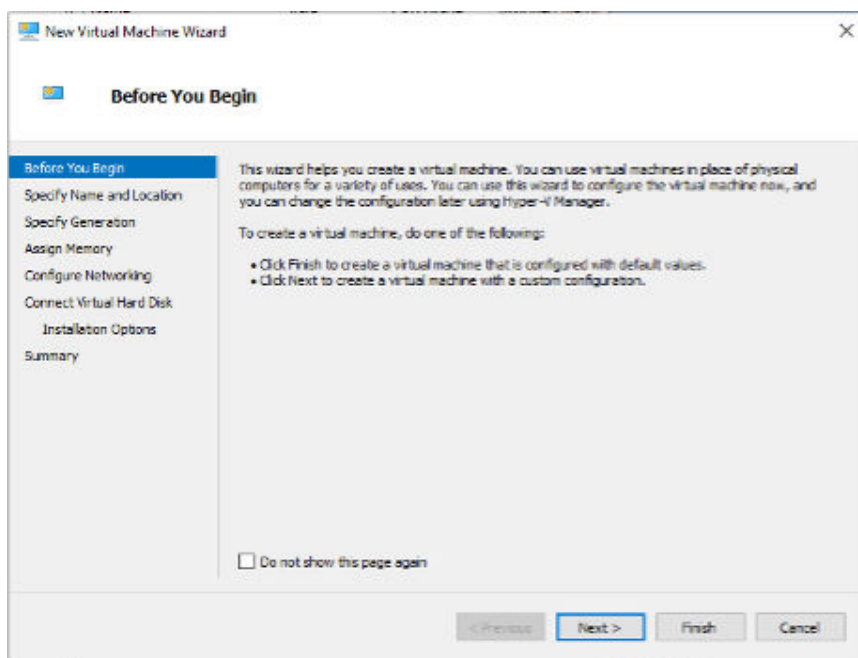 New Virtual Machine Wizard
Before You Begin
Before You Begin
Specify Name and Location
Specify Generation
Assign Memory
Configure Networking
Connect Virtual Hard Disk
Installation Options
Summary
This wizard helps you create a virtual machine. You can use virtual machines in place of physical
computers for a variety of uses. You can use this wizard to configure the virtual machine now, and
you can change the configuration later using Hyper-V Manager.
To create a virtual machine, do one of the following:
• Click Finish to create a virtual machine that is configured with default values.
• Click Next to create a virtual machine with a custom configuration.
Do not show this page again
< Previous
Next >
Finish
Cancel